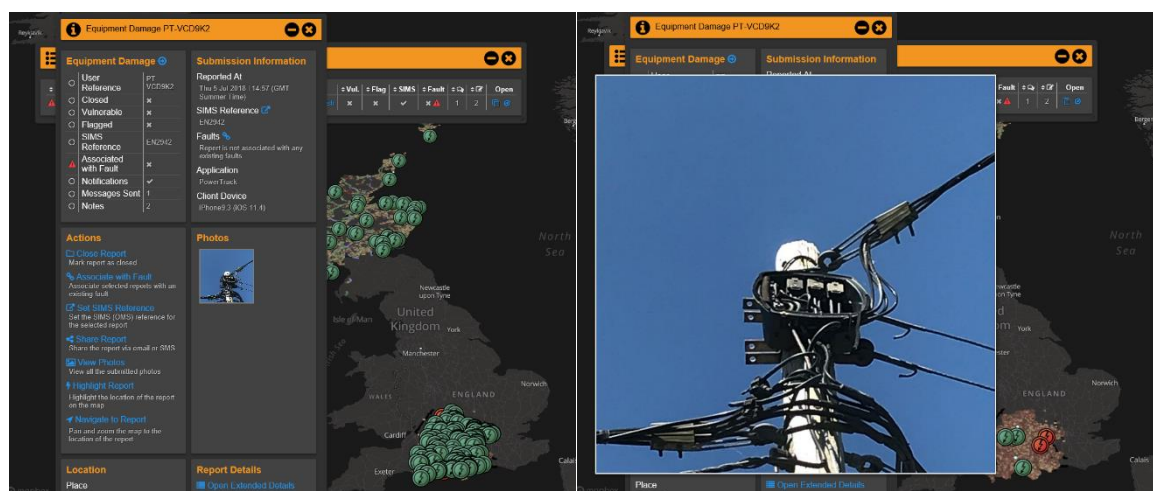 Equipment Damage PT-VCD9K2
Equipment Damage
User Reference PT VCD9K2
Closed
Vulnerable
Flagged
SIMS Reference EN2942
Associated with Fault
Notifications
Messages Sent 1
Notes 2
Submission Information
Reported At
Thu 5 Jul 2018 14:57 (GMT
Summer Time)
SIMS Reference
EN2942
Faults
Report is not associated with any
existing faults
Application
PowerTrack
Client Device
iPhone9,3 (iOS 11.4)
Actions
Close Report
Mark report as closed
Associate with Fault
Associate selected reports with an
existing fault
Set SIMS Reference
Set the SIMS (OMS) reference for
the selected report
Share Report
Share the report via email or SMS
View Photos
View all the submitted photos
Highlight Report
Highlight the location of the report
on the map
Navigate to Report
Pan and zoom the map to the
location of the report
Photos
Location
Place
Report Details
Open Extended Details
Vul. Flag SIMS Fault Open
1 2
Reykjavik
North
Sea
Newcastle
upon Tyne
Isle of Man
United
Kingdom
York
Manchester
Norwich
WALES
ENGLAND
Cardiff
Exeter
Calais
Equipment Damage PT-VCD9K2
Equipment Damage
Submission Information
Reported At
Fault Open
1 2
North
Sea
York
Norwich
ENGLAND
Calais
Place
Open Extended Details